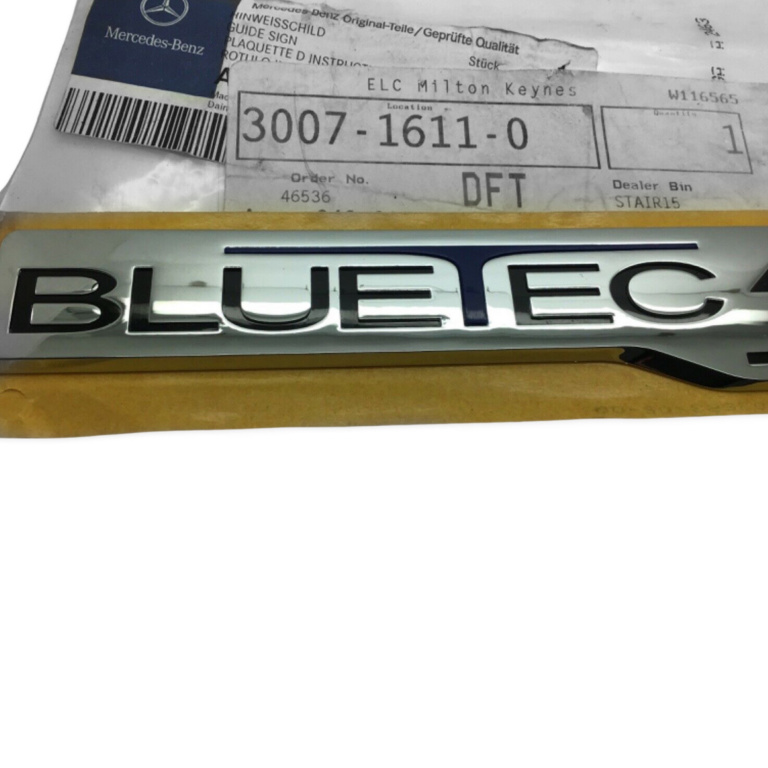 Mercedes-Benz Original-Teile/Geprüfte Qualität
HINWEISSCHILD
GUIDE SIGN
PLAQUETTE D INSTRUC
Stück
Mercedes-Benz
ELC Milton Keynes
W116565
Location
Quantity
3007-1611-0
1
Order No.
46536
DFT
Dealer Bin
STAIR15
BLUETEC